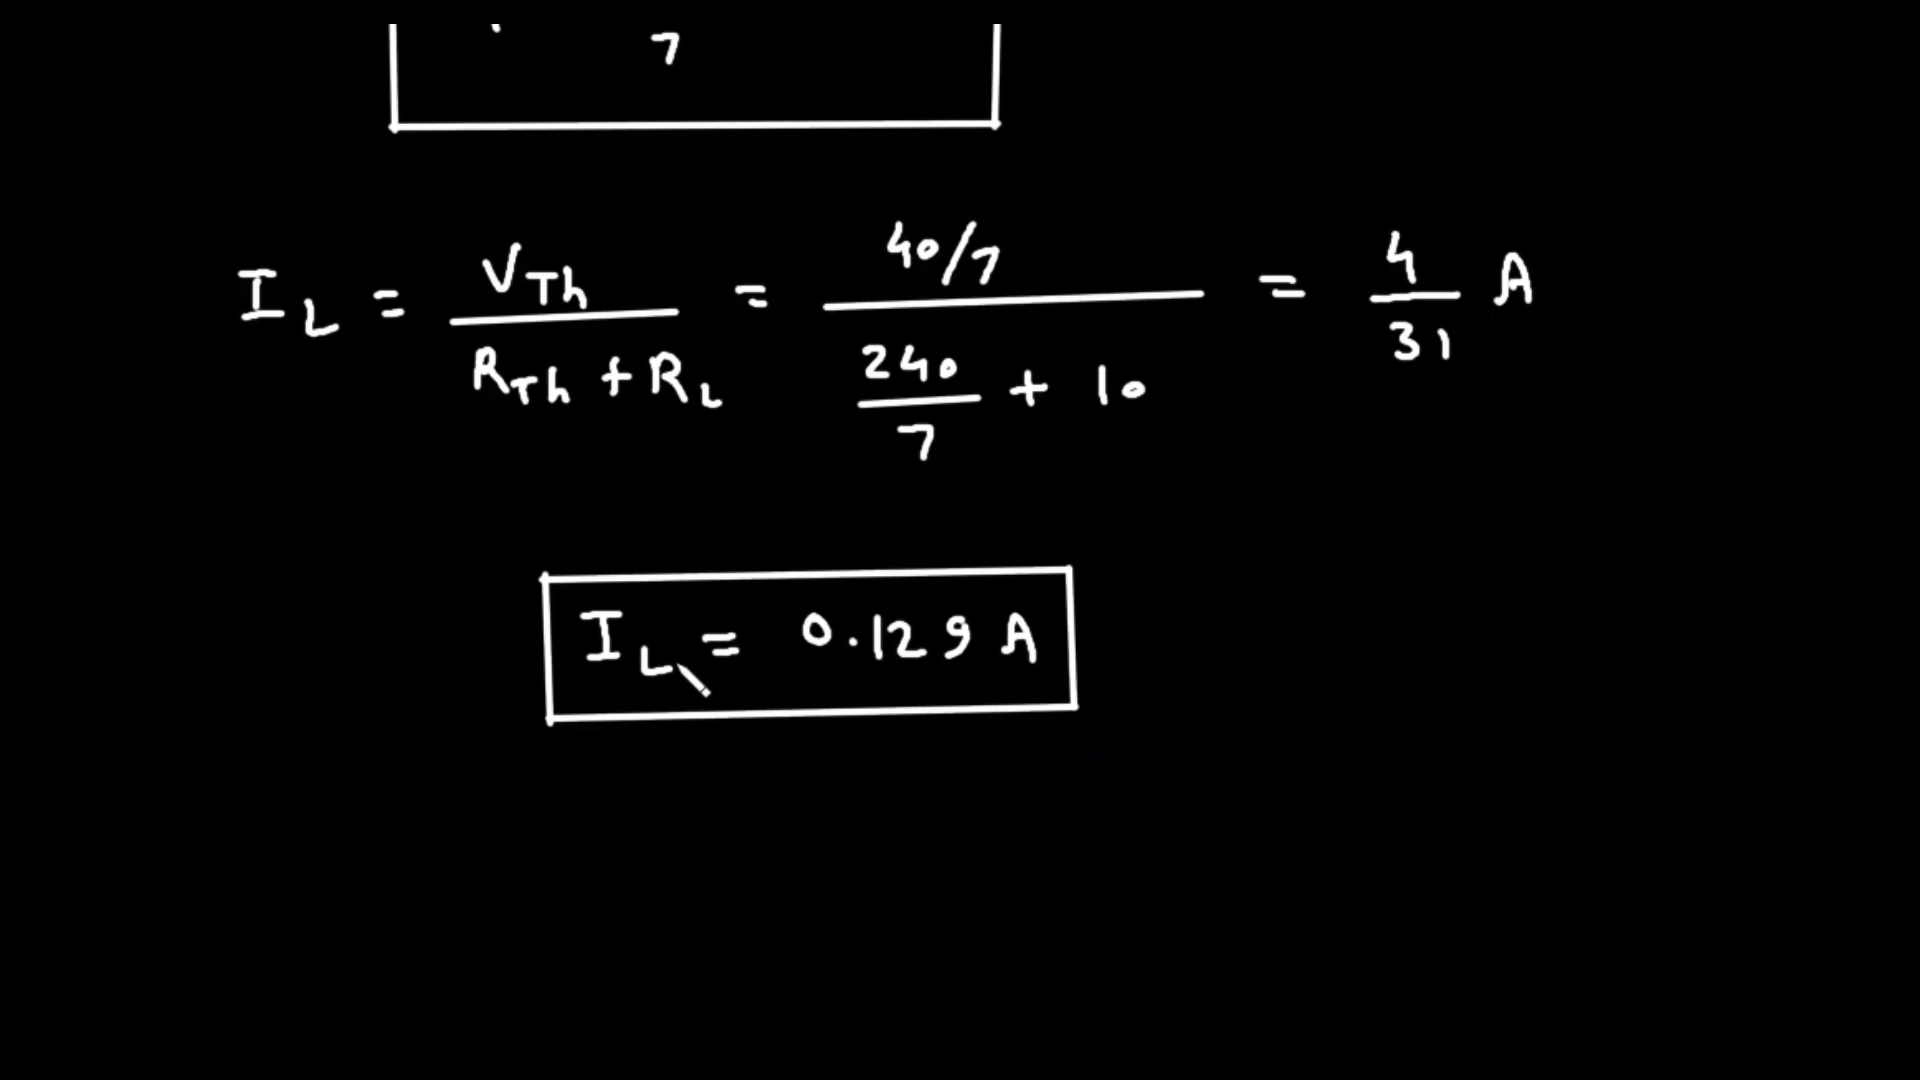 7
I_L = V_Th / (R_Th + R_L) = (40/7) / (240/7 + 10) = 4/31 A
I_L = 0.129 A